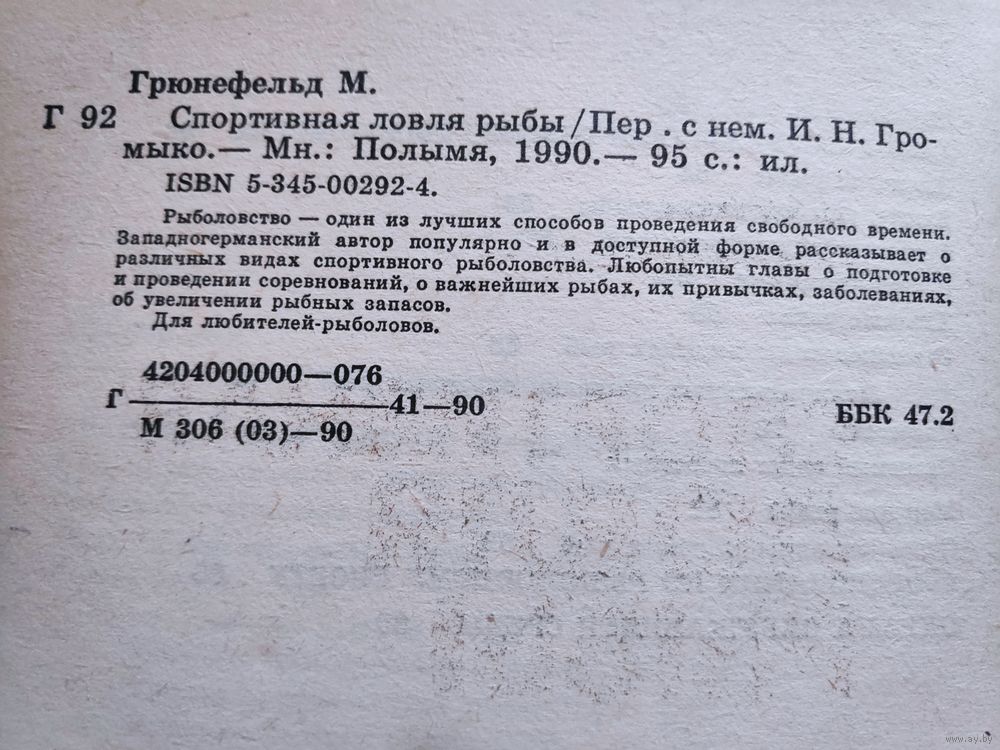 Грюнефельд М.
Г 92 Спортивная ловля рыбы/Пер . с нем. И. Н. Гро-
мыко.— Мн.: Полымя, 1990.— 95 с.: ил.
ISBN 5-345-00292-4.
Рыболовство — один из лучших способов проведения свободного времени.
Западногерманский автор популярно и в доступной форме рассказывает о
различных видах спортивного рыболовства. Любопытны главы о подготовке
и проведении соревнований, о важнейших рыбах, их привычках, заболеваниях,
об увеличении рыбных запасов.
Для любителей-рыболовов.
4204000000—076
Г ——— 41—90
М 306 (03)—90
ББК 47.2
www.ay.by